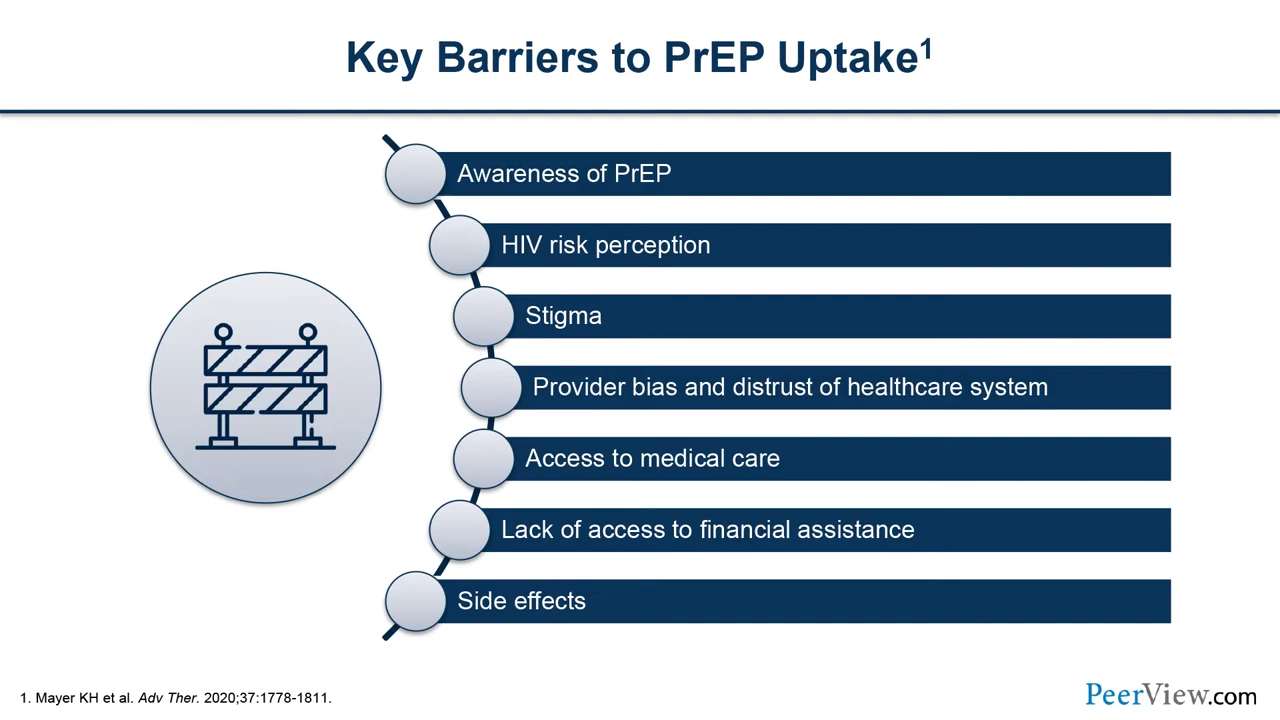 Key Barriers to PrEP Uptake¹
Awareness of PrEP
HIV risk perception
Stigma
Provider bias and distrust of healthcare system
Access to medical care
Lack of access to financial assistance
Side effects
1. Mayer KH et al. Adv Ther. 2020;37:1778-1811.
PeerView.com